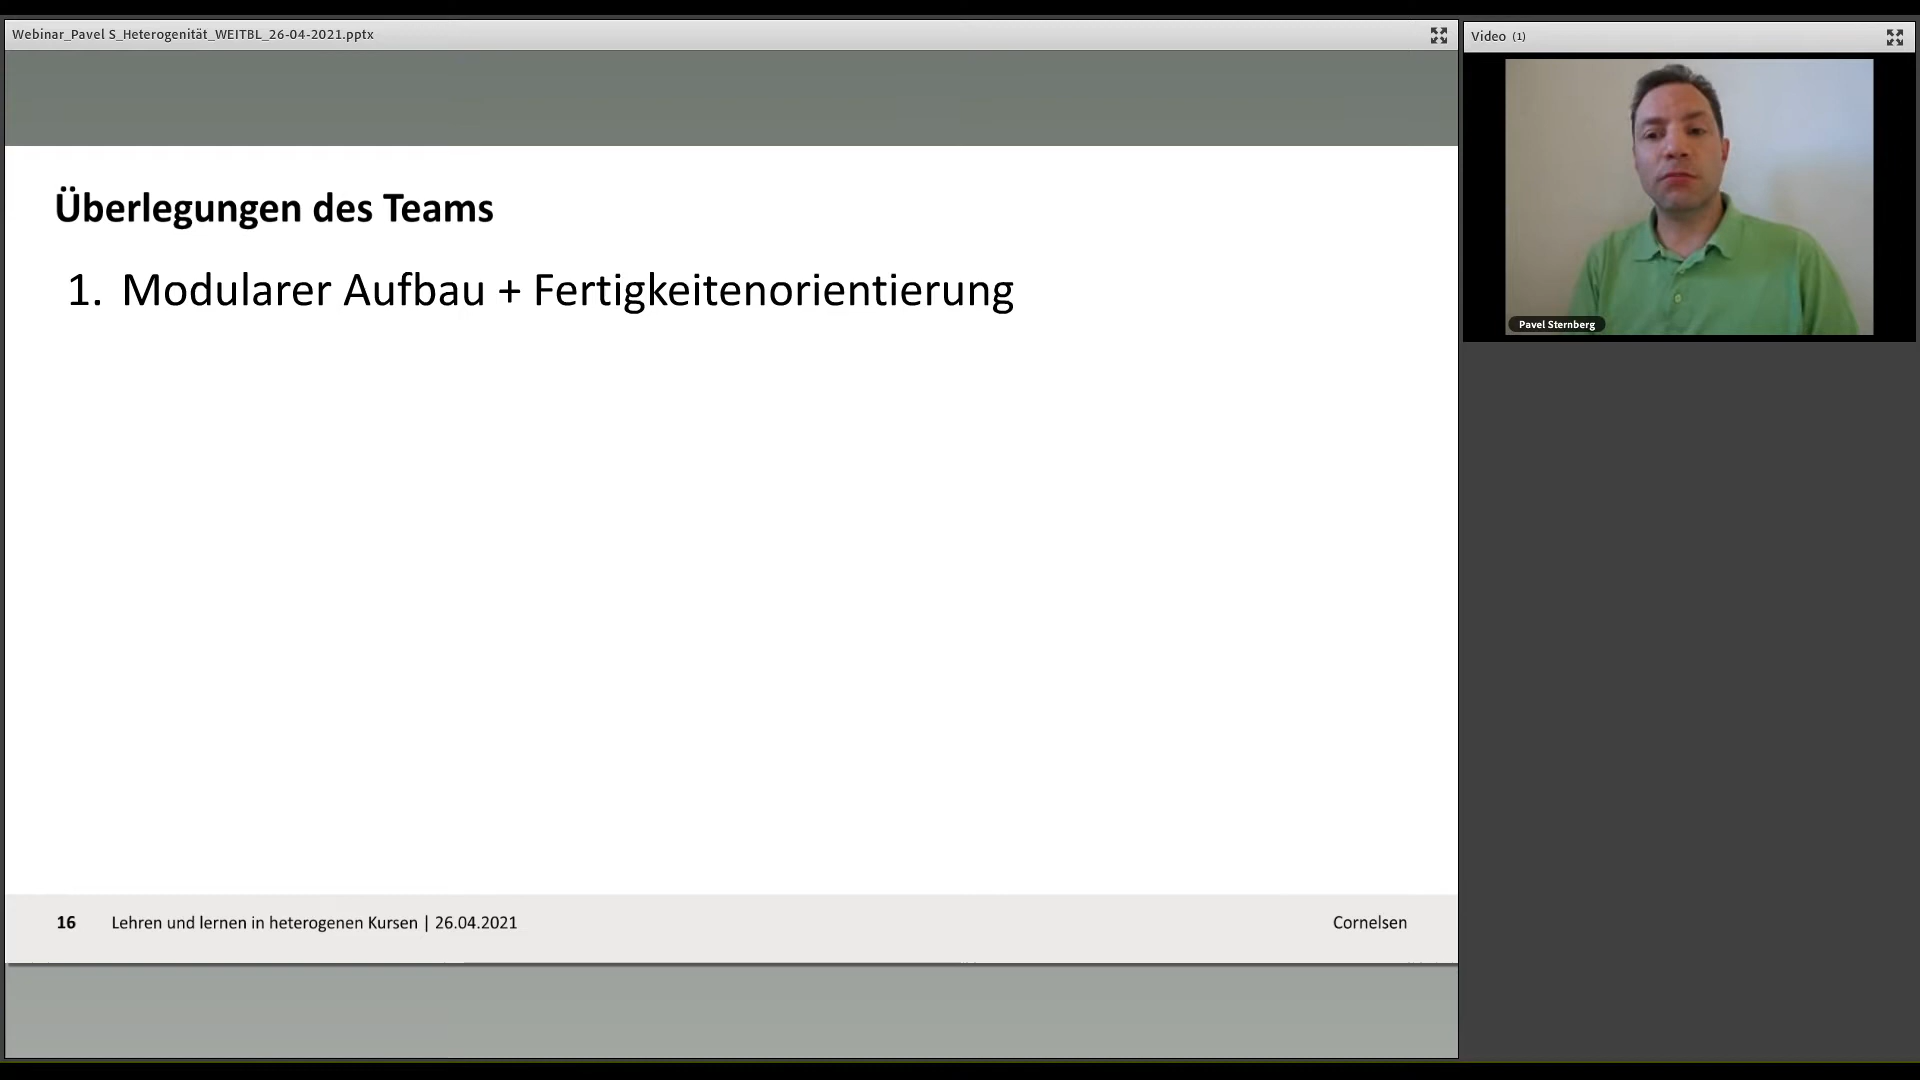 Webinar_Pavel S_Heterogenität_WEITBL_26-04-2021.pptx
Video (1)
Überlegungen des Teams
1. Modularer Aufbau + Fertigkeitenorientierung
Pavel Sternberg
16 Lehren und lernen in heterogenen Kursen | 26.04.2021
Cornelsen